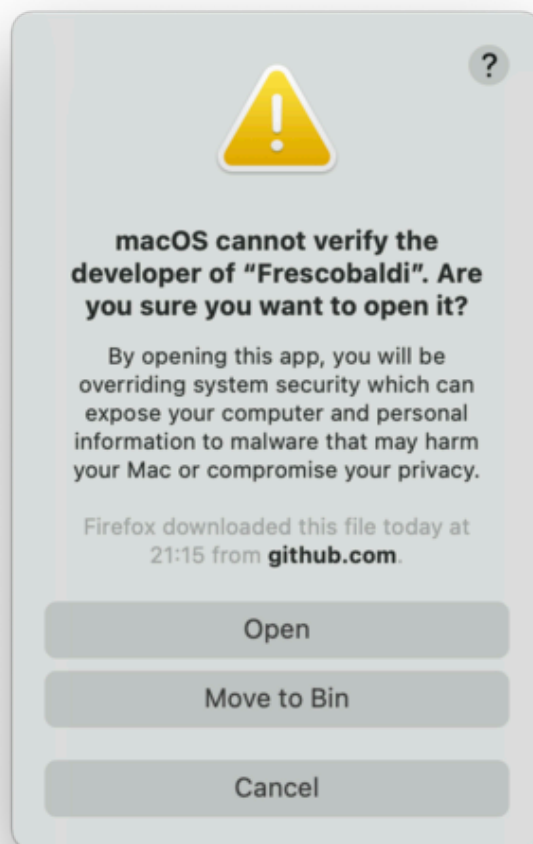 ?
macOS cannot verify the
developer of “Frescobaldi”. Are
you sure you want to open it?
By opening this app, you will be
overriding system security which can
expose your computer and personal
information to malware that may harm
your Mac or compromise your privacy.
Firefox downloaded this file today at
21:15 from github.com.
Open
Move to Bin
Cancel